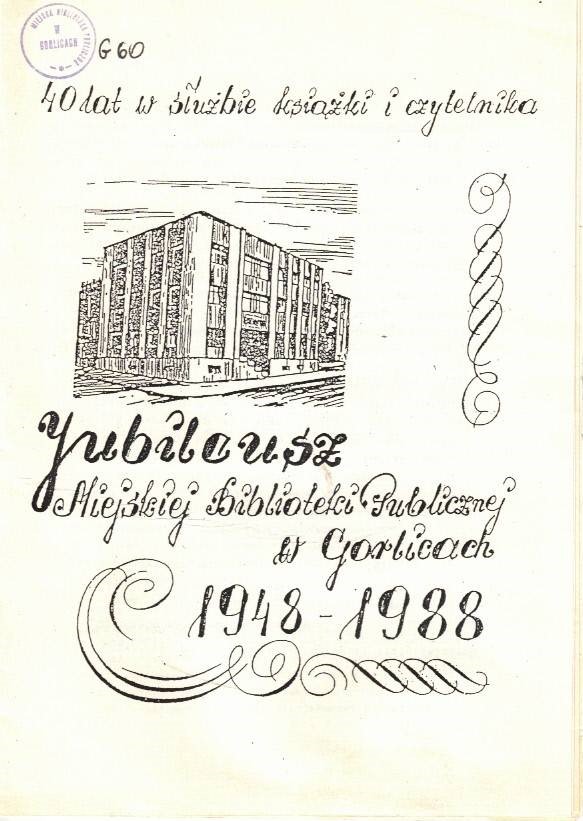 MIEJSKA BIBLIOTEKA PUBLICZNA
W
GORLICACH
G 60
40 lat w służbie książki i czytelnika
Jubileusz
Miejskiej Biblioteki Publicznej
w Gorlicach
1948-1988